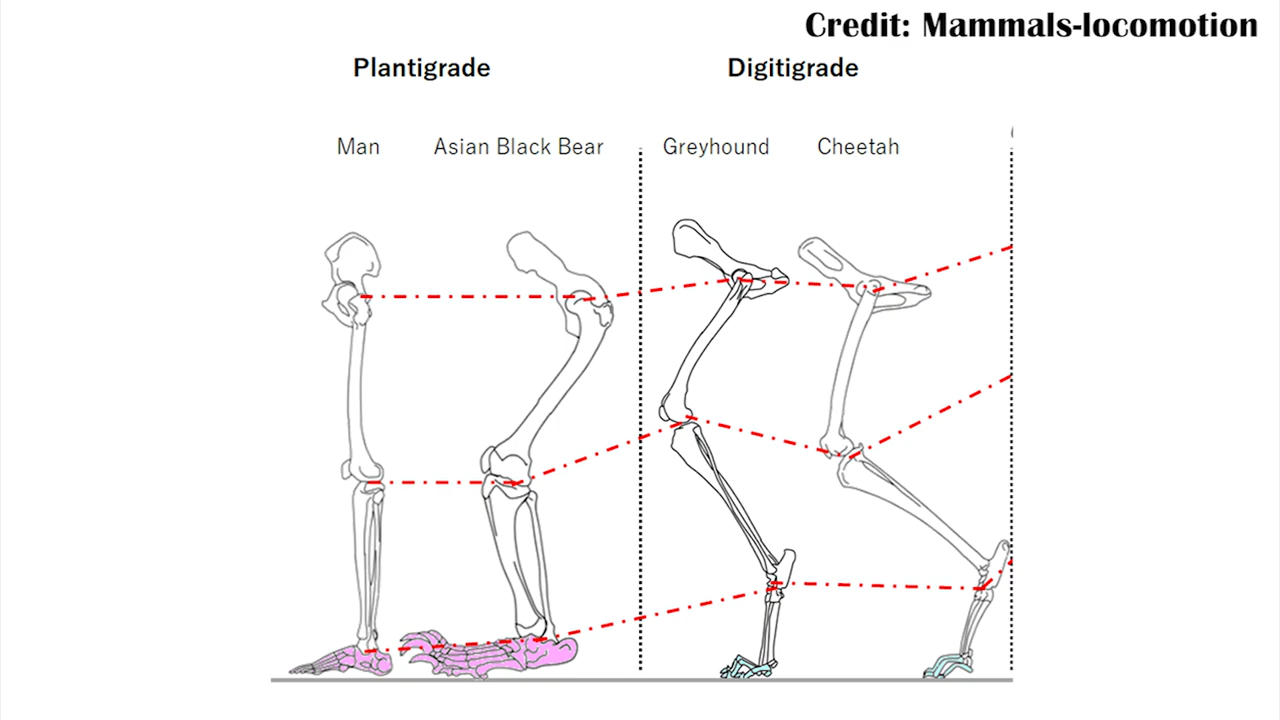 Credit: Mammals-locomotion
Plantigrade
Digitigrade
Man
Asian Black Bear
Greyhound
Cheetah